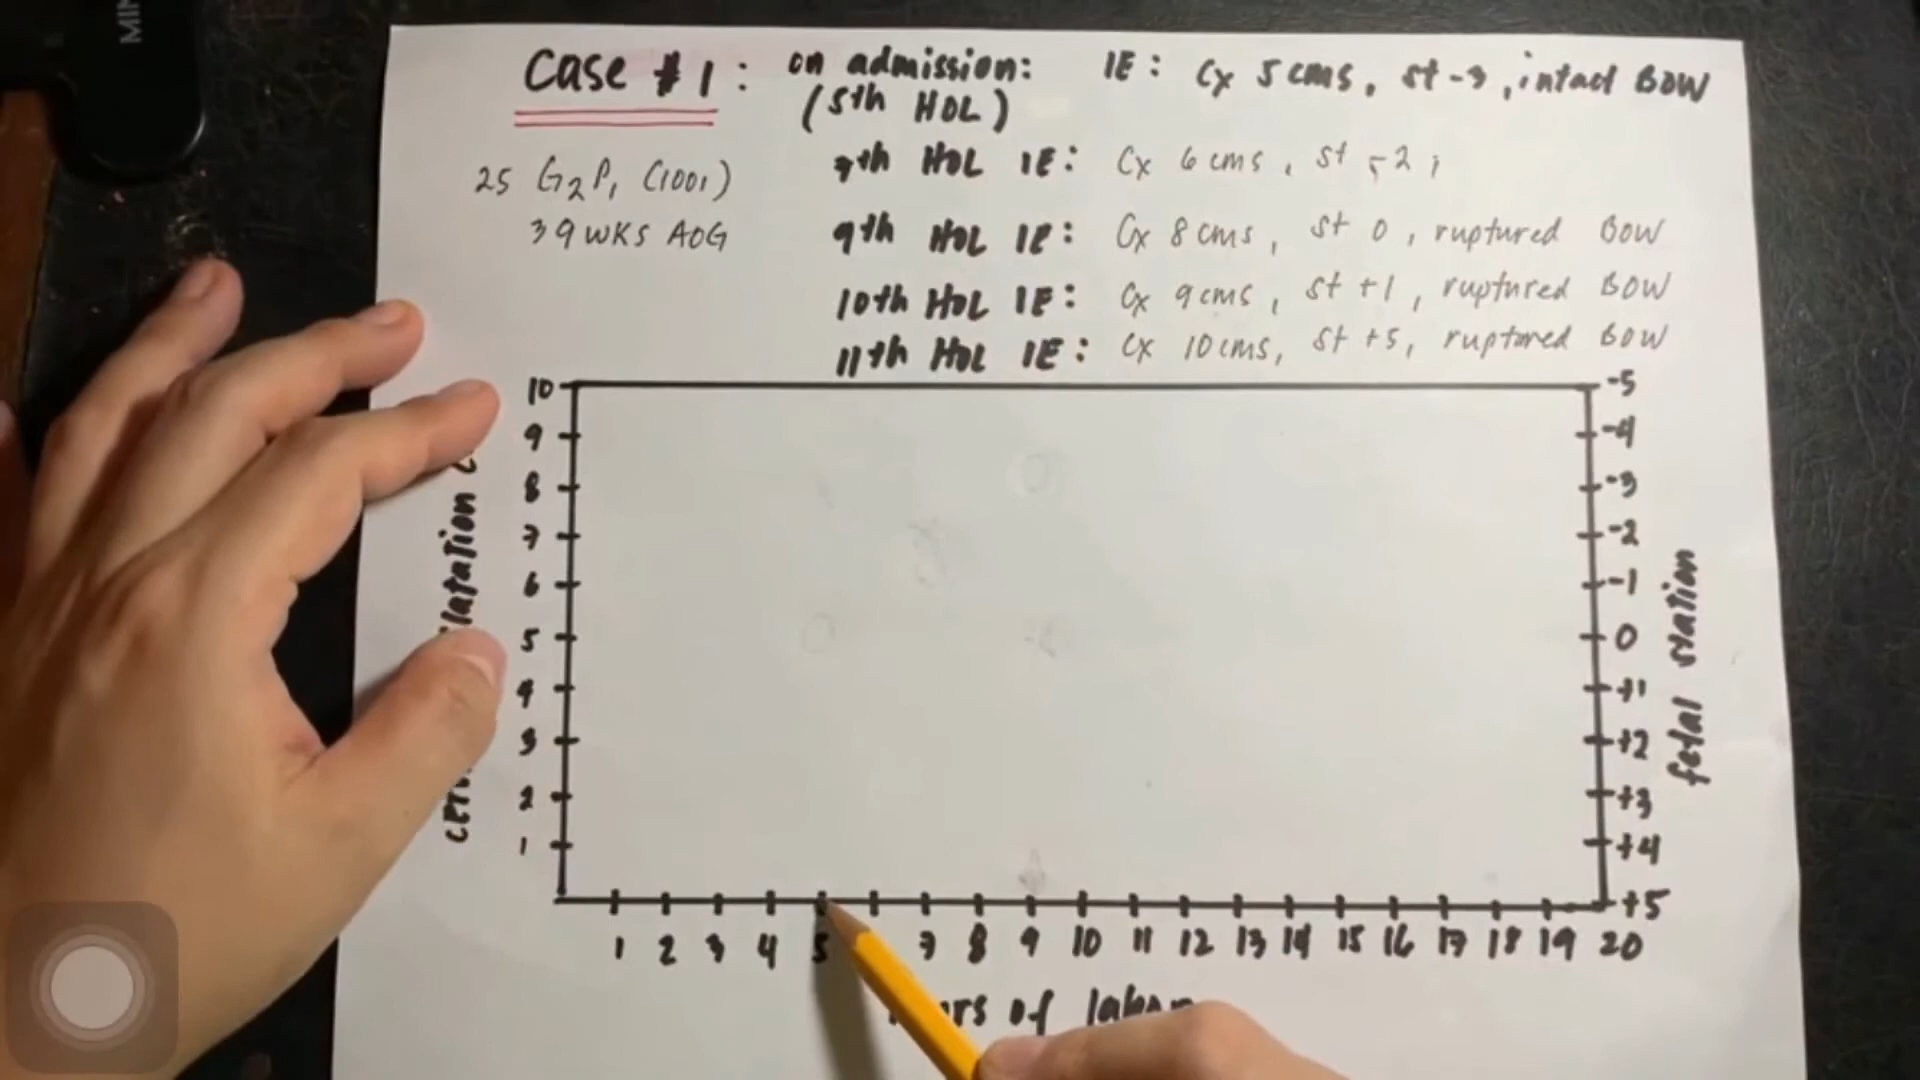 MIN
Case #1: on admission: IE: Cx 5 cms, st -3, intact BOW
(5th HOL)
25 G2P1 (1001)
39 WKS AOG
7th HOL IE: Cx 6 cms, st -2,
9th HOL IE: Cx 8 cms, st 0, ruptured BOW
10th HOL IE: Cx 9 cms, st +1, ruptured BOW
11th HOL IE: Cx 10 cms, st +5, ruptured BOW
10
9
8
7
6
5
4
3
2
1
-5
-4
-3
-2
-1
0
+1
+2
+3
+4
+5
fetal station
1 2 3 4 5 7 8 9 10 11 12 13 14 15 16 17 18 19 20
of labor